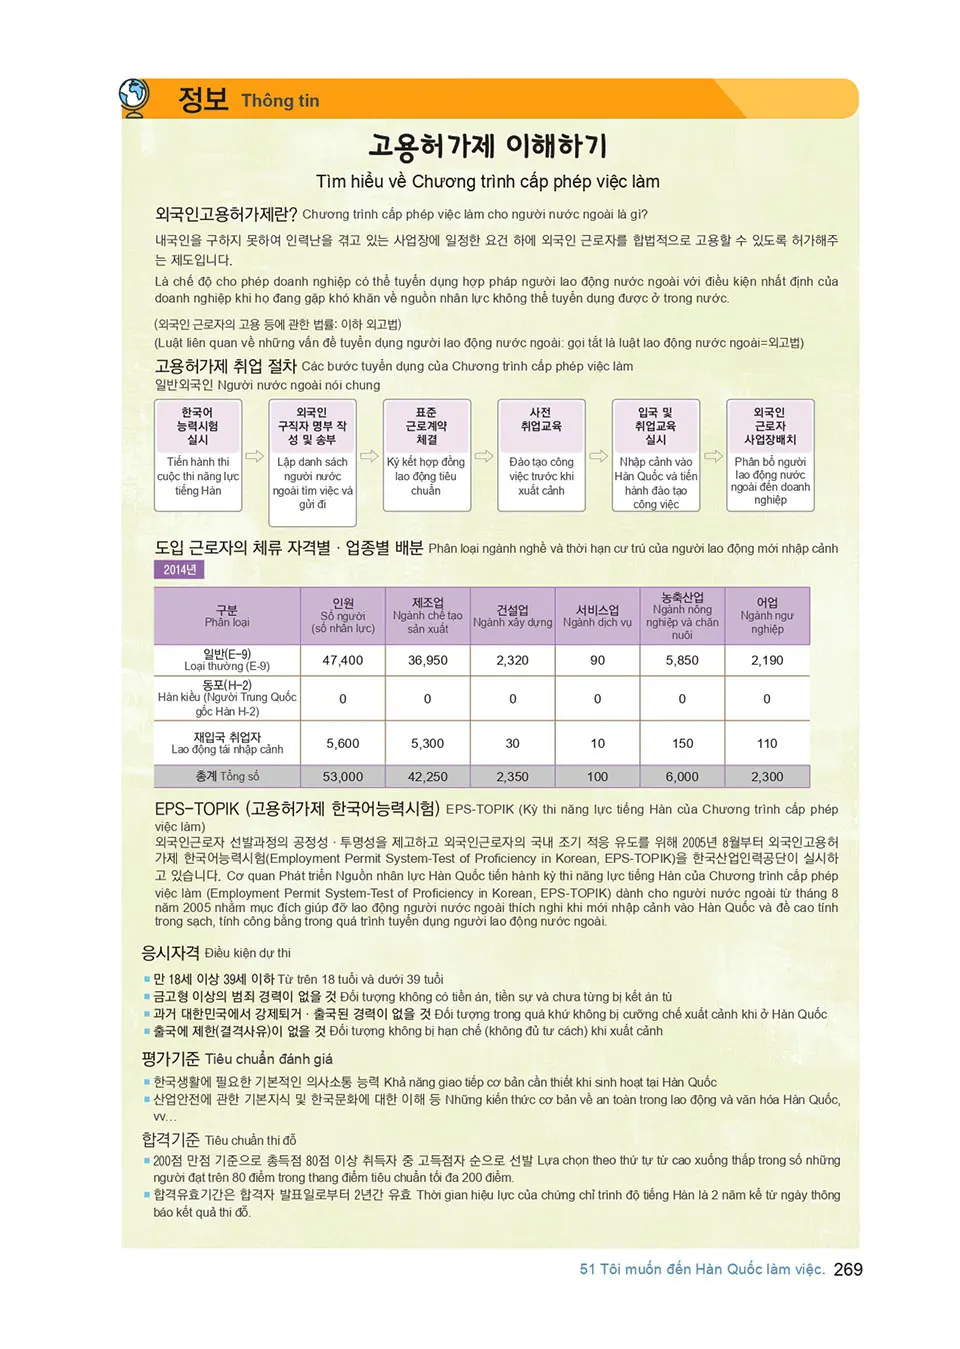 정보 Thông tin
고용허가제 이해하기
Tìm hiểu về Chương trình cấp phép việc làm
외국인고용허가제란? Chương trình cấp phép việc làm cho người nước ngoài là gì?
내국인을 구하지 못하여 인력난을 겪고 있는 사업장에 일정한 요건 하에 외국인 근로자를 합법적으로 고용할 수 있도록 허가해주
는 제도입니다.
Là chế độ cho phép doanh nghiệp có thể tuyển dụng hợp pháp người lao động nước ngoài với điều kiện nhất định của
doanh nghiệp khi họ đang gặp khó khăn về nguồn nhân lực không thể tuyển dụng được ở trong nước.
(외국인 근로자의 고용 등에 관한 법률: 이하 외고법)
(Luật liên quan về những vấn đề tuyển dụng người lao động nước ngoài: gọi tắt là luật lao động nước ngoài=외고법)
고용허가제 취업 절차 Các bước tuyển dụng của Chương trình cấp phép việc làm
일반외국인 Người nước ngoài nói chung
한국어
능력시험
실시
Tiến hành thi
cuộc thi năng lực
tiếng Hàn
외국인
구직자 명부 작
성 및 송부
Lập danh sách
người nước
ngoài tìm việc và
gửi đi
표준
근로계약
체결
Ký kết hợp đồng
lao động tiêu
chuẩn
사전
취업교육
Đào tạo công
việc trước khi
xuất cảnh
입국 및
취업교육
실시
Nhập cảnh vào
Hàn Quốc và tiến
hành đào tạo
công việc
외국인
근로자
사업장배치
Phân bổ người
lao động nước
ngoài đến doanh
nghiệp
도입 근로자의 체류 자격별 · 업종별 배분 Phân loại ngành nghề và thời hạn cư trú của người lao động mới nhập cảnh
2014년
구분
Phân loại
인원
Số người
(số nhân lực)
제조업
Ngành chế tạo
sản xuất
건설업
Ngành xây dựng
서비스업
Ngành dịch vụ
농축산업
Ngành nông
nghiệp và chăn
nuôi
어업
Ngành ngư
nghiệp
일반(E-9)
Loại thường (E-9)
47,400 36,950 2,320 90 5,850 2,190
동포(H-2)
Hàn kiều (Người Trung Quốc
gốc Hàn H-2)
0 0 0 0 0 0
재입국 취업자
Lao động tái nhập cảnh
5,600 5,300 30 10 150 110
총계 Tổng số 53,000 42,250 2,350 100 6,000 2,300
EPS-TOPIK (고용허가제 한국어능력시험) EPS-TOPIK (Kỳ thi năng lực tiếng Hàn của Chương trình cấp phép
việc làm)
외국인근로자 선발과정의 공정성 · 투명성을 제고하고 외국인근로자의 국내 조기 적응 유도를 위해 2005년 8월부터 외국인고용허
가제 한국어능력시험(Employment Permit System-Test of Proficiency in Korean, EPS-TOPIK)을 한국산업인력공단이 실시하
고 있습니다. Cơ quan Phát triển Nguồn nhân lực Hàn Quốc tiến hành kỳ thi năng lực tiếng Hàn của Chương trình cấp phép
việc làm (Employment Permit System-Test of Proficiency in Korean, EPS-TOPIK) dành cho người nước ngoài từ tháng 8
năm 2005 nhằm mục đích giúp đỡ lao động người nước ngoài thích nghi khi mới nhập cảnh vào Hàn Quốc và đề cao tính
trong sạch, tính công bằng trong quá trình tuyển dụng người lao động nước ngoài.
응시자격 Điều kiện dự thi
만 18세 이상 39세 이하 Từ trên 18 tuổi và dưới 39 tuổi
금고형 이상의 범죄 경력이 없을 것 Đối tượng không có tiền án, tiền sự và chưa từng bị kết án tù
과거 대한민국에서 강제퇴거 · 출국된 경력이 없을 것 Đối tượng trong quá khứ không bị cưỡng chế xuất cảnh khi ở Hàn Quốc
출국에 제한(결격사유)이 없을 것 Đối tượng không bị hạn chế (không đủ tư cách) khi xuất cảnh
평가기준 Tiêu chuẩn đánh giá
한국생활에 필요한 기본적인 의사소통 능력 Khả năng giao tiếp cơ bản cần thiết khi sinh hoạt tại Hàn Quốc
산업안전에 관한 기본지식 및 한국문화에 대한 이해 등 Những kiến thức cơ bản về an toàn trong lao động và văn hóa Hàn Quốc,
vv...
합격기준 Tiêu chuẩn thi đỗ
200점 만점 기준으로 총득점 80점 이상 취득자 중 고득점자 순으로 선발 Lựa chọn theo thứ tự từ cao xuống thấp trong số những
người đạt trên 80 điểm trong thang điểm tiêu chuẩn tối đa 200 điểm.
합격유효기간은 합격자 발표일로부터 2년간 유효 Thời gian hiệu lực của chứng chỉ trình độ tiếng Hàn là 2 năm kể từ ngày thông
báo kết quả thi đỗ.
51 Tôi muốn đến Hàn Quốc làm việc. 269